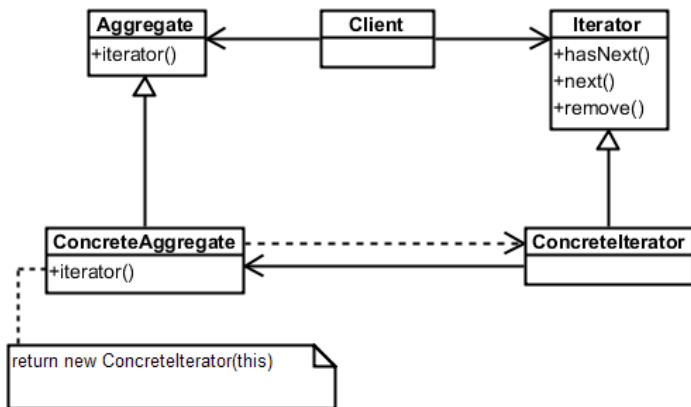 Aggregate
+iterator()
Client
Iterator
+hasNext()
+next()
+remove()
ConcreteAggregate
+iterator()
ConcreteIterator
return new ConcreteIterator(this)